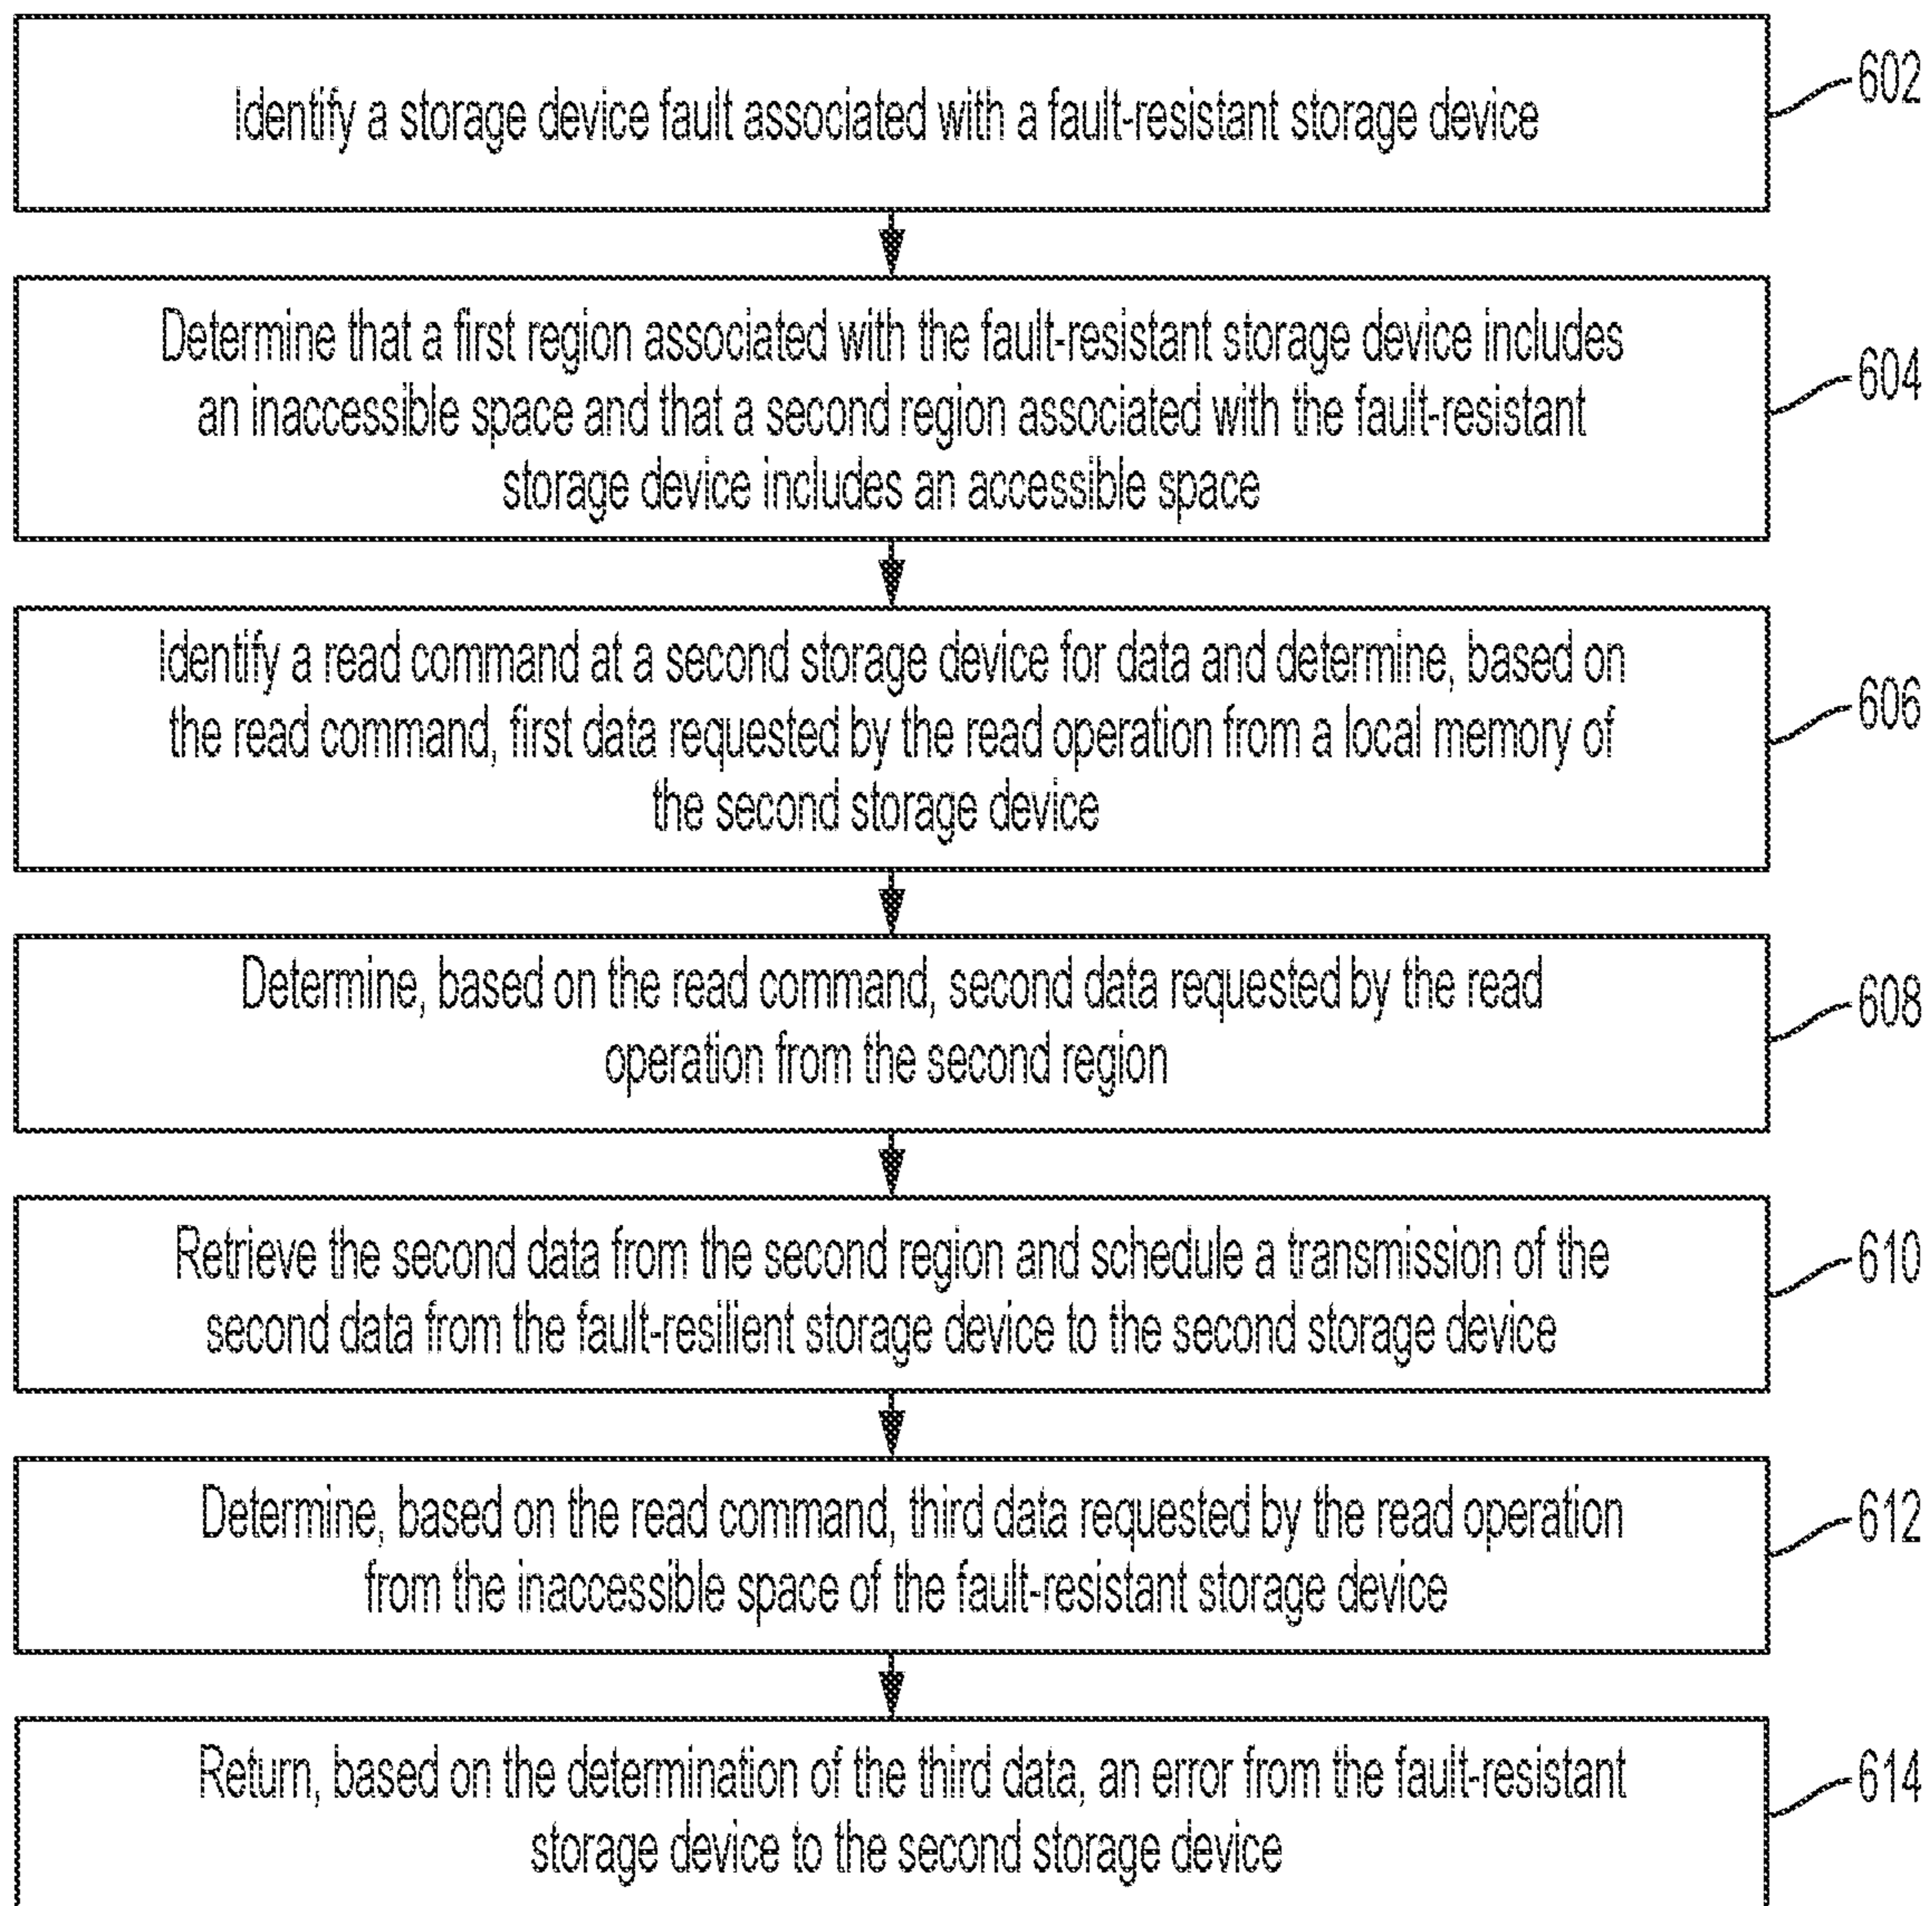 Identify a storage device fault associated with a fault-resistant storage device
602
Determine that a first region associated with the fault-resistant storage device includes
an inaccessible space and that a second region associated with the fault-resistant
storage device includes an accessible space
604
Identify a read command at a second storage device for data and determine, based on
the read command, first data requested by the read operation from a local memory of
the second storage device
606
Determine, based on the read command, second data requested by the read
operation from the second region
608
Retrieve the second data from the second region and schedule a transmission of the
second data from the fault-resilient storage device to the second storage device
610
Determine, based on the read command, third data requested by the read operation
from the inaccessible space of the fault-resistant storage device
612
Return, based on the determination of the third data, an error from the fault-resistant
storage device to the second storage device
614